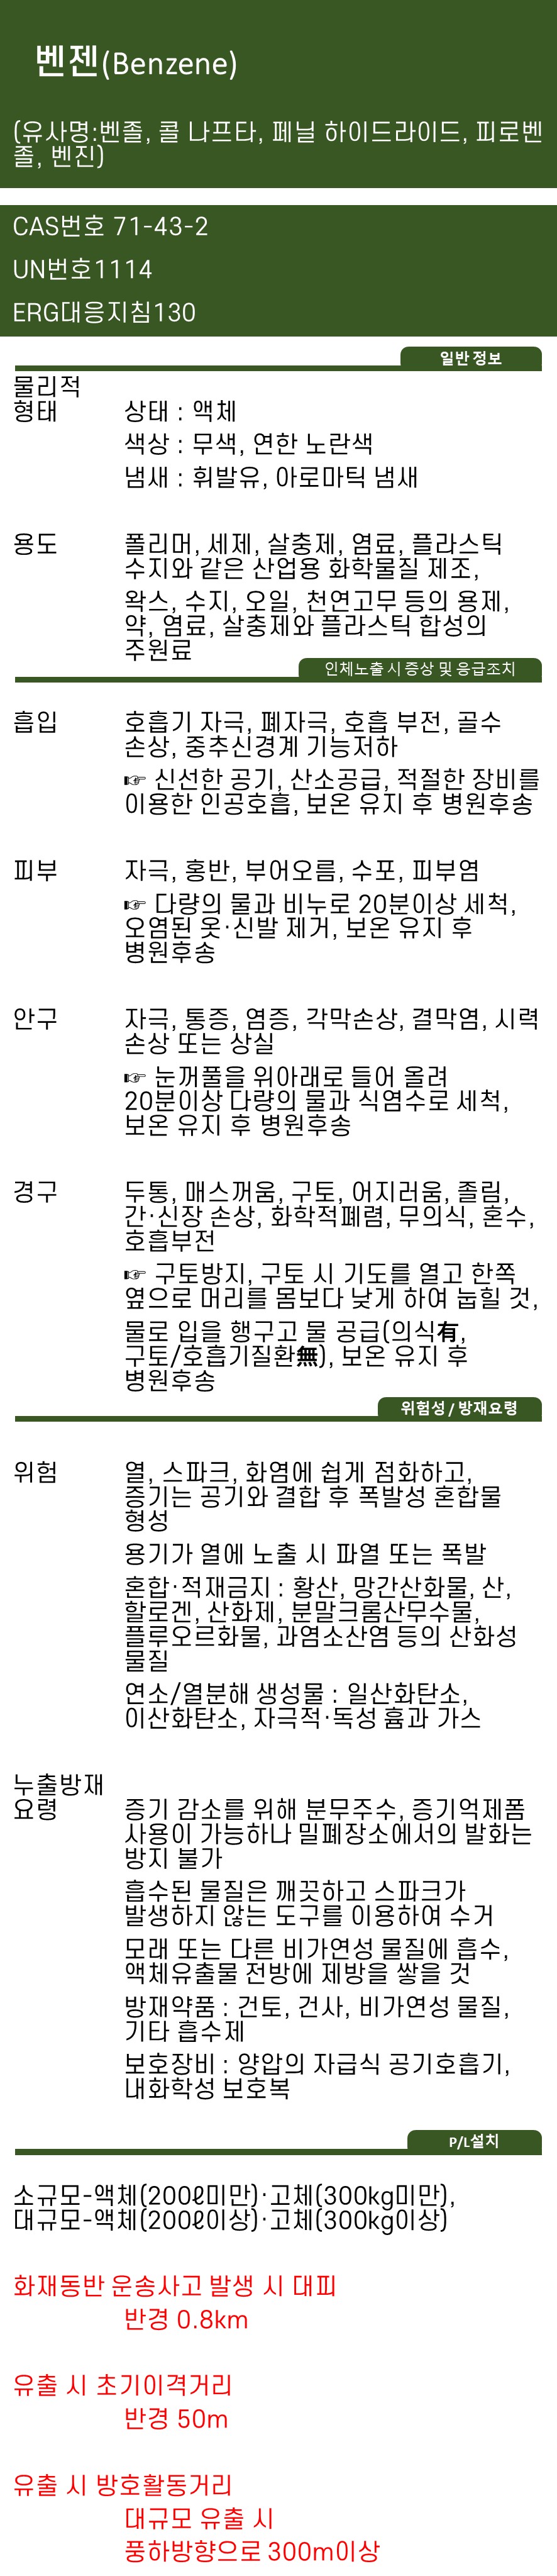 벤젠(Benzene)
(유사명:벤졸, 콜 나프타, 페닐 하이드라이드, 피로벤
졸, 벤진)
CAS번호 71-43-2
UN번호1114
ERG대응지침130
일반 정보
물리적
형태
상태 : 액체
색상 : 무색, 연한 노란색
냄새 : 휘발유, 아로마틱 냄새
용도
폴리머, 세제, 살충제, 염료, 플라스틱
수지와 같은 산업용 화학물질 제조,
왁스, 수지, 오일, 천연고무 등의 용제,
약, 염료, 살충제와 플라스틱 합성의
주원료
인체노출 시 증상 및 응급조치
흡입
호흡기 자극, 폐자극, 호흡 부전, 골수
손상, 중추신경계 기능저하
☞ 신선한 공기, 산소공급, 적절한 장비를
이용한 인공호흡, 보온 유지 후 병원후송
피부
자극, 홍반, 부어오름, 수포, 피부염
☞ 다량의 물과 비누로 20분이상 세척,
오염된 옷·신발 제거, 보온 유지 후
병원후송
안구
자극, 통증, 염증, 각막손상, 결막염, 시력
손상 또는 상실
☞ 눈꺼풀을 위아래로 들어 올려
20분이상 다량의 물과 식염수로 세척,
보온 유지 후 병원후송
경구
두통, 매스꺼움, 구토, 어지러움, 졸림,
간·신장 손상, 화학적폐렴, 무의식, 혼수,
호흡부전
☞ 구토방지, 구토 시 기도를 열고 한쪽
옆으로 머리를 몸보다 낮게 하여 눕힐 것,
물로 입을 행구고 물 공급(의식有,
구토/호흡기질환無), 보온 유지 후
병원후송
위험성 / 방재요령
위험
열, 스파크, 화염에 쉽게 점화하고,
증기는 공기와 결합 후 폭발성 혼합물
형성
용기가 열에 노출 시 파열 또는 폭발
혼합·적재금지 : 황산, 망간산화물, 산,
할로겐, 산화제, 분말크롬산무수물,
플루오르화물, 과염소산염 등의 산화성
물질
연소/열분해 생성물 : 일산화탄소,
이산화탄소, 자극적·독성 흄과 가스
누출방재
요령
증기 감소를 위해 분무주수, 증기억제폼
사용이 가능하나 밀폐장소에서의 발화는
방지 불가
흡수된 물질은 깨끗하고 스파크가
발생하지 않는 도구를 이용하여 수거
모래 또는 다른 비가연성 물질에 흡수,
액체유출물 전방에 제방을 쌓을 것
방재약품 : 건토, 건사, 비가연성 물질,
기타 흡수제
보호장비 : 양압의 자급식 공기호흡기,
내화학성 보호복
P/L설치
소규모-액체(200ℓ미만)·고체(300kg미만),
대규모-액체(200ℓ이상)·고체(300kg이상)
화재동반 운송사고 발생 시 대피
반경 0.8km
유출 시 초기이격거리
반경 50m
유출 시 방호활동거리
대규모 유출 시
풍하방향으로 300m이상